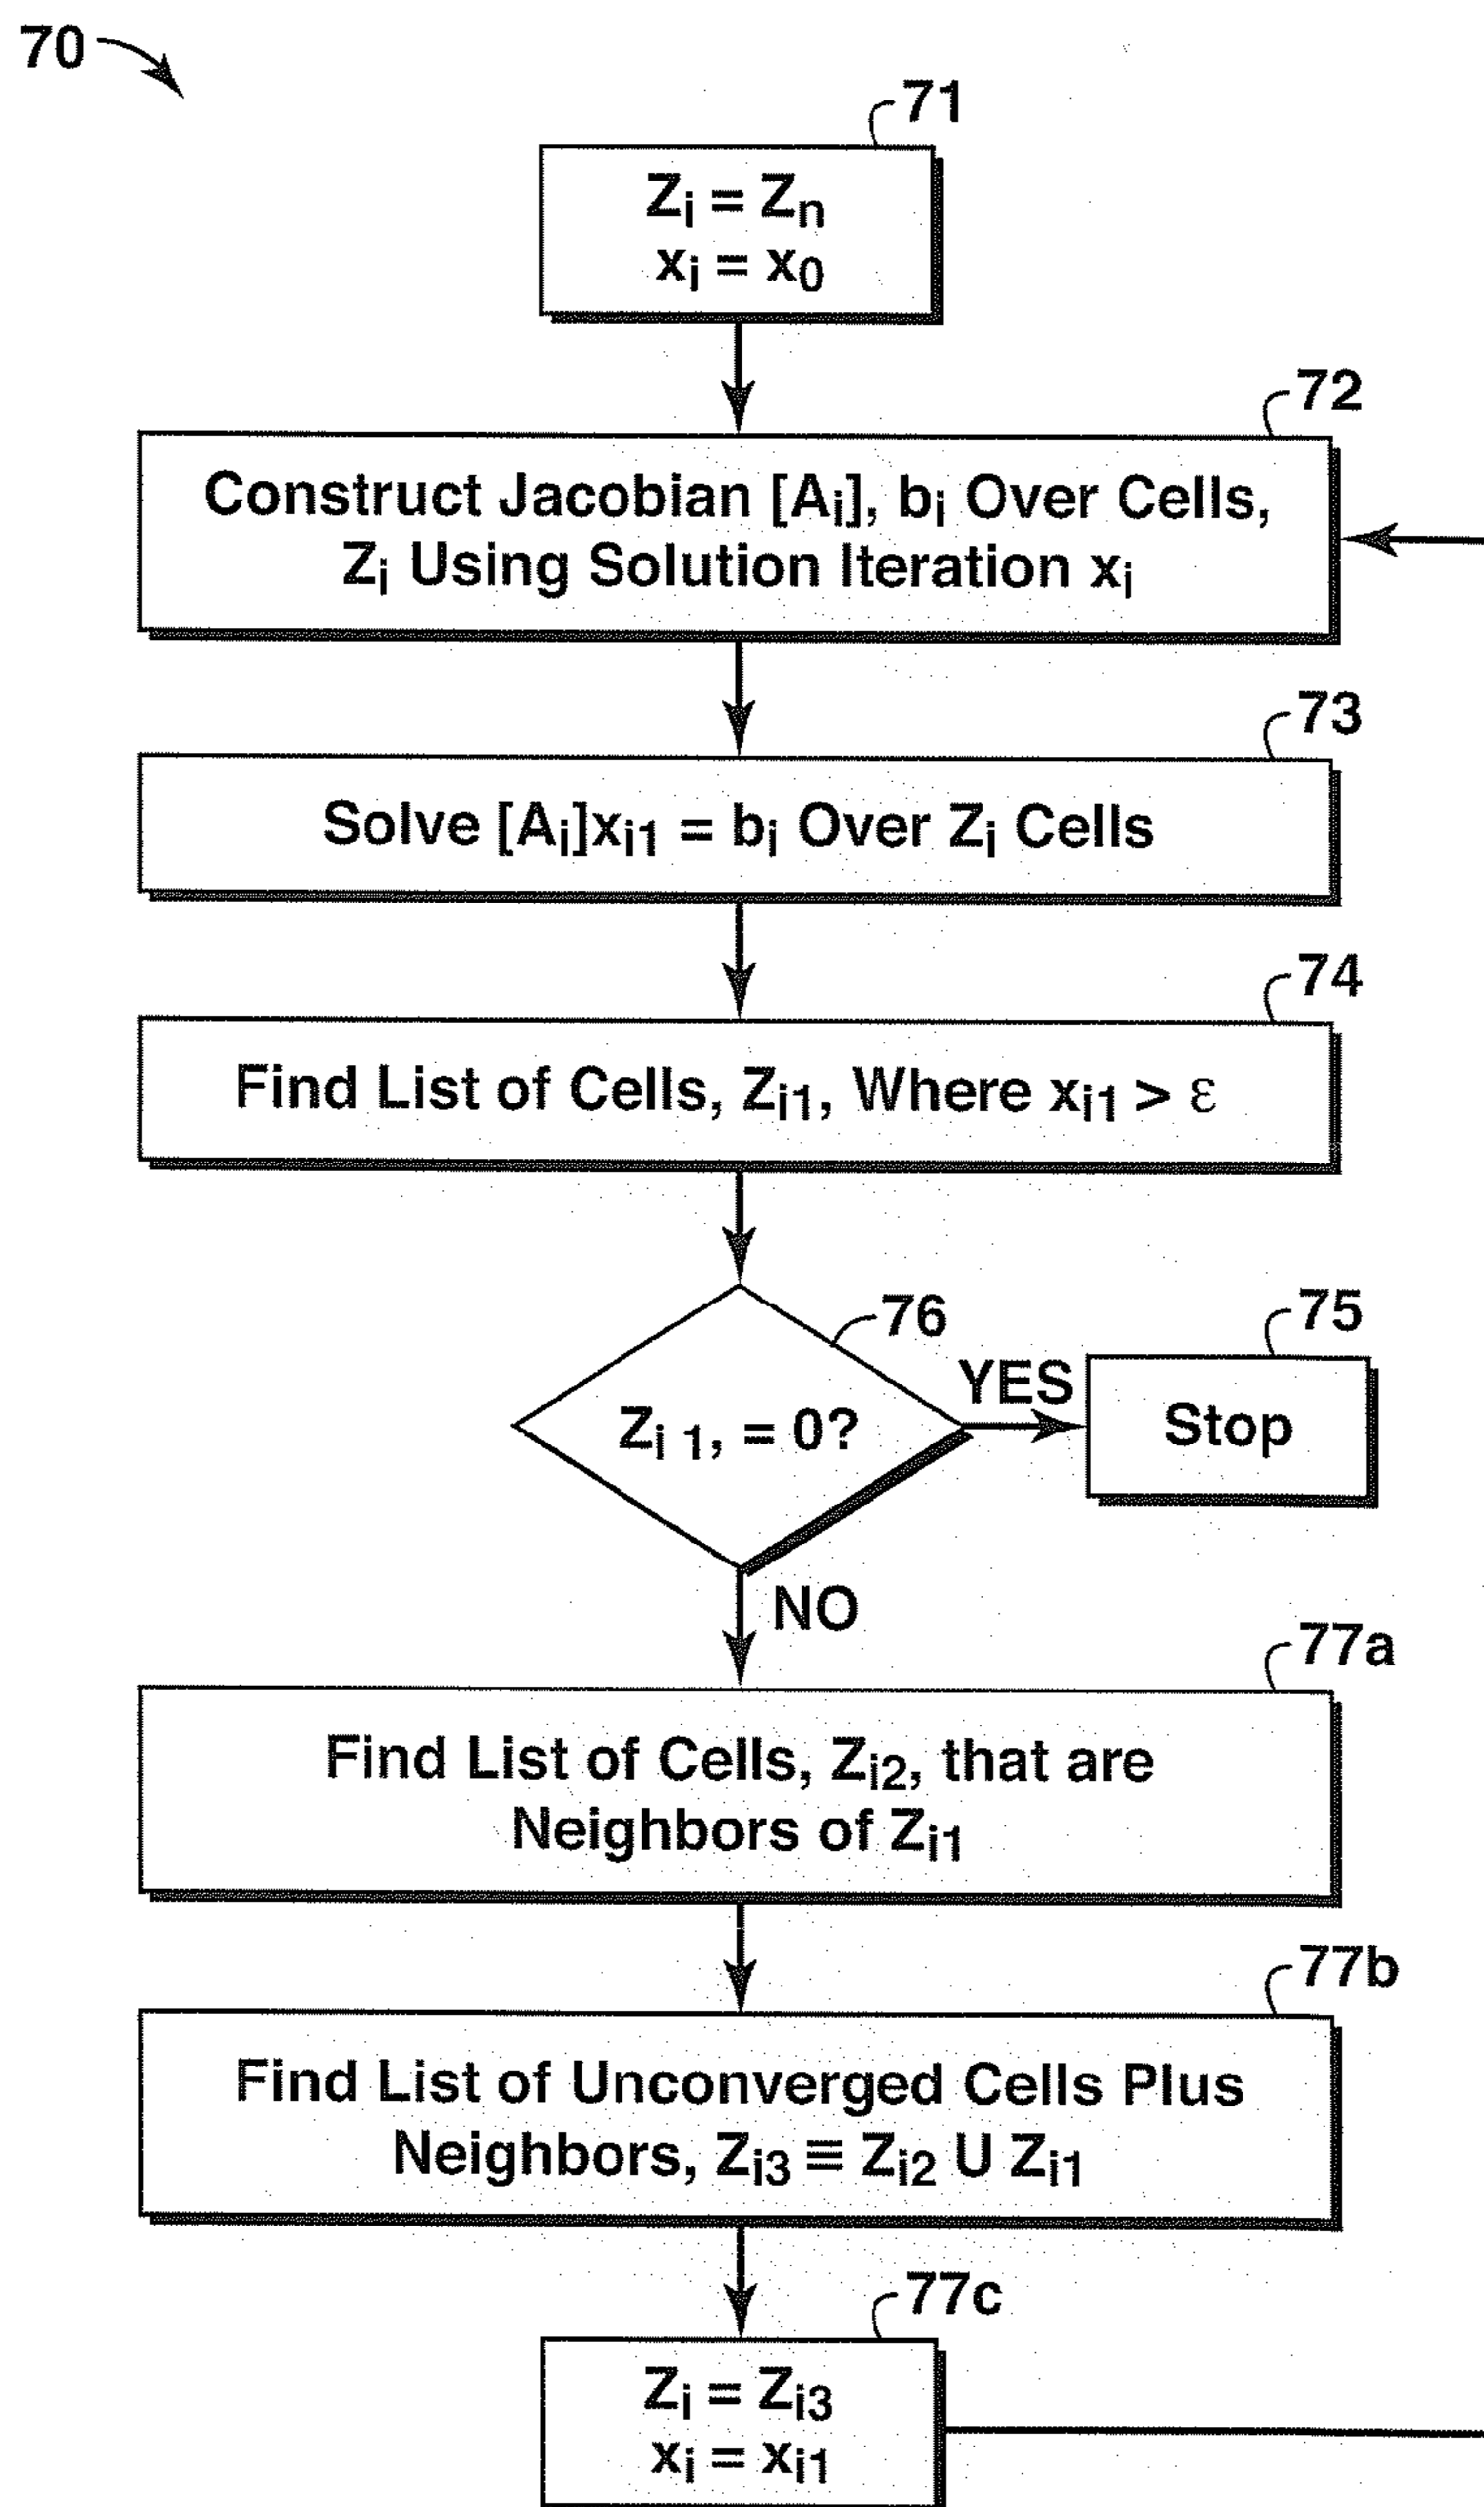 70
71
Zi = Zn
xi = x0
72
Construct Jacobian [Ai], bi Over Cells,
Zi Using Solution Iteration xi
73
Solve [Ai]xi1 = bi Over Zi Cells
74
Find List of Cells, Zi1, Where xi1 > ε
76
Zi 1, = 0?
YES
75
Stop
NO
77a
Find List of Cells, Zi2, that are
Neighbors of Zi1
77b
Find List of Unconverged Cells Plus
Neighbors, Zi3 ≡ Zi2 U Zi1
77c
Zi = Zi3
xi = xi1